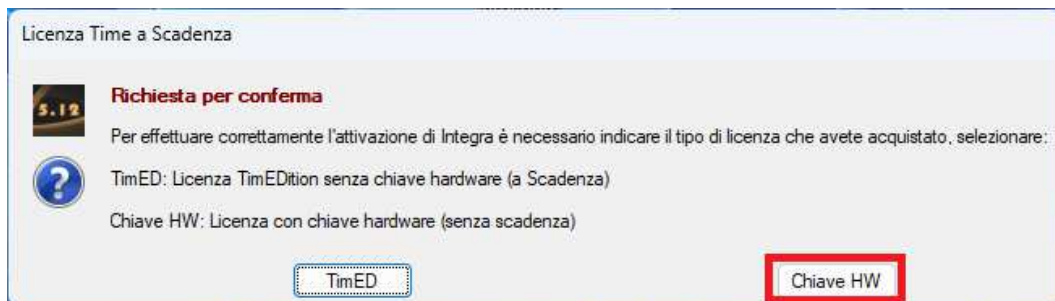 Licenza Time a Scadenza
5.12
Richiesta per conferma
Per effettuare correttamente l'attivazione di Integra è necessario indicare il tipo di licenza che avete acquistato, selezionare:
TimED: Licenza TimEDition senza chiave hardware (a Scadenza)
Chiave HW: Licenza con chiave hardware (senza scadenza)
TimED
Chiave HW